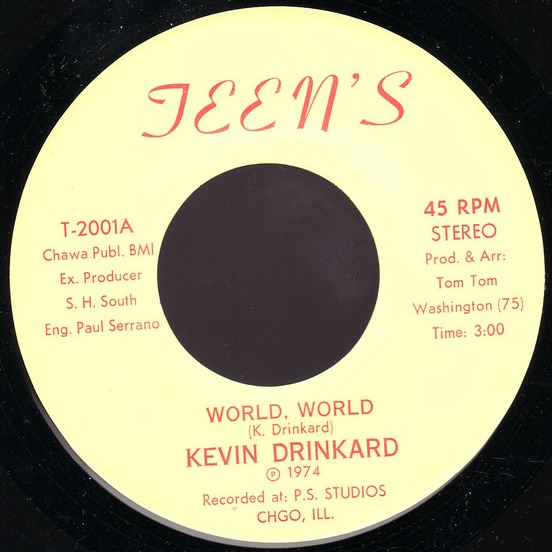 TEEN'S
T-2001A
Chawa Publ. BMI
Ex. Producer
S. H. South
Eng. Paul Serrano
45 RPM
STEREO
Prod. & Arr:
Tom Tom
Washington (75)
Time: 3:00
WORLD, WORLD
(K. Drinkard)
KEVIN DRINKARD
℗ 1974
Recorded at: P.S. STUDIOS
CHGO, ILL.